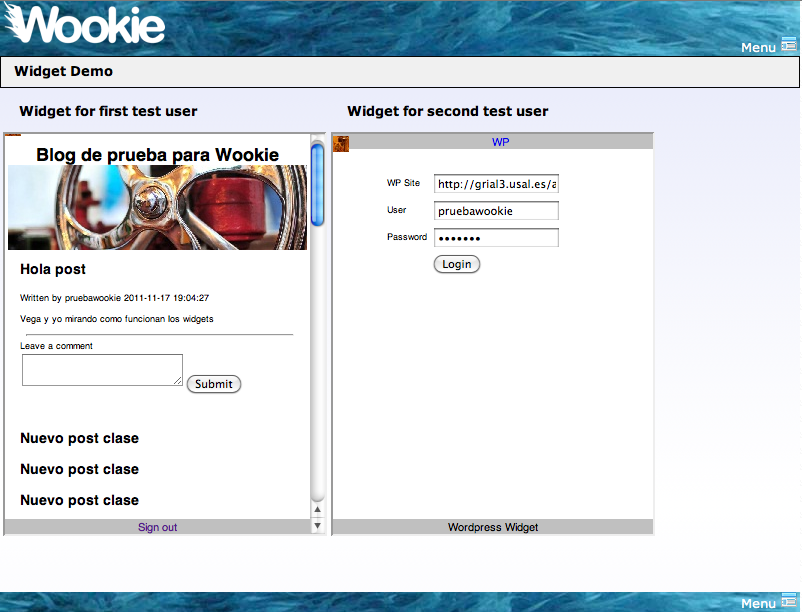 Wookie
Menu
Widget Demo
Widget for first test user
Blog de prueba para Wookie
Hola post
Written by pruebawookie 2011-11-17 19:04:27
Vega y yo mirando como funcionan los widgets
Leave a comment
Submit
Nuevo post clase
Nuevo post clase
Nuevo post clase
Sign out
Widget for second test user
WP
WP Site http://grial3.usal.es/a
User pruebawookie
Password •••••••
Login
Wordpress Widget
Menu